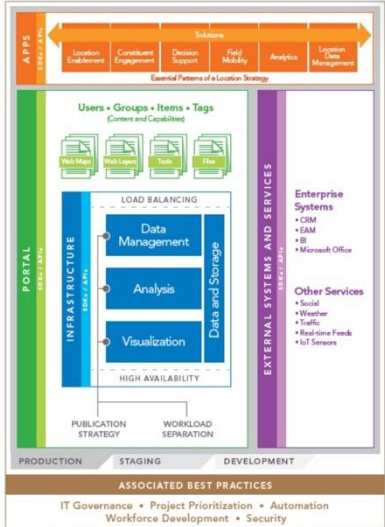 APPS
SDKs / APIs
Solutions
Location Enablement
Constituent Engagement
Decision Support
Field Mobility
Analytics
Location Data Management
Essential Patterns of a Location Strategy
PORTAL
SDKs / APIs
Users • Groups • Items • Tags
(Content and Capabilities)
Web Maps
Web Layers
Tools
Files
INFRASTRUCTURE
SDKs / APIs
LOAD BALANCING
Data Management
Analysis
Visualization
Data and Storage
HIGH AVAILABILITY
PUBLICATION STRATEGY
WORKLOAD SEPARATION
EXTERNAL SYSTEMS AND SERVICES
SDKs / APIs
Enterprise Systems
• CRM
• EAM
• BI
• Microsoft Office
Other Services
• Social
• Weather
• Traffic
• Real-time Feeds
• IoT Sensors
PRODUCTION
STAGING
DEVELOPMENT
ASSOCIATED BEST PRACTICES
IT Governance • Project Prioritization • Automation
Workforce Development • Security